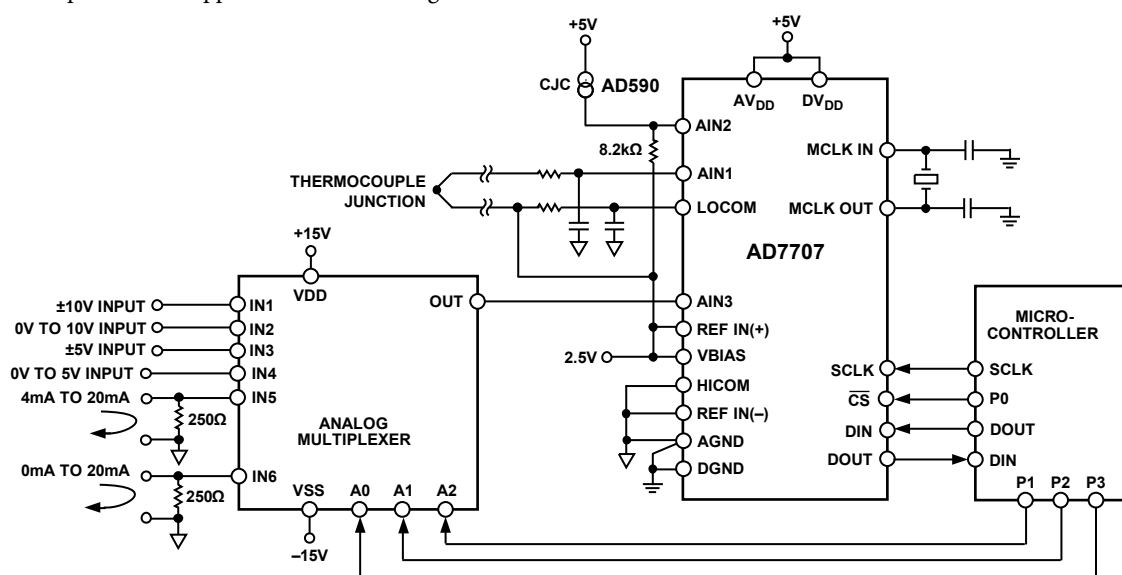 +5V
+5V
CJC AD590
AVDD DVDD
AIN2
8.2kΩ
MCLK IN
THERMOCOUPLE
JUNCTION
AIN1
LOCOM
MCLK OUT
AD7707
+15V
VDD
OUT
AIN3
±10V INPUT IN1
0V TO 10V INPUT IN2
±5V INPUT IN3
0V TO 5V INPUT IN4
4mA TO 20mA IN5
250Ω
ANALOG
MULTIPLEXER
0mA TO 20mA IN6
250Ω
VSS A0 A1 A2
–15V
REF IN(+)
2.5V VBIAS
HICOM
REF IN(–)
AGND
DGND
SCLK
CS
DIN
DOUT
MICRO-
CONTROLLER
SCLK
P0
DOUT
DIN
P1 P2 P3